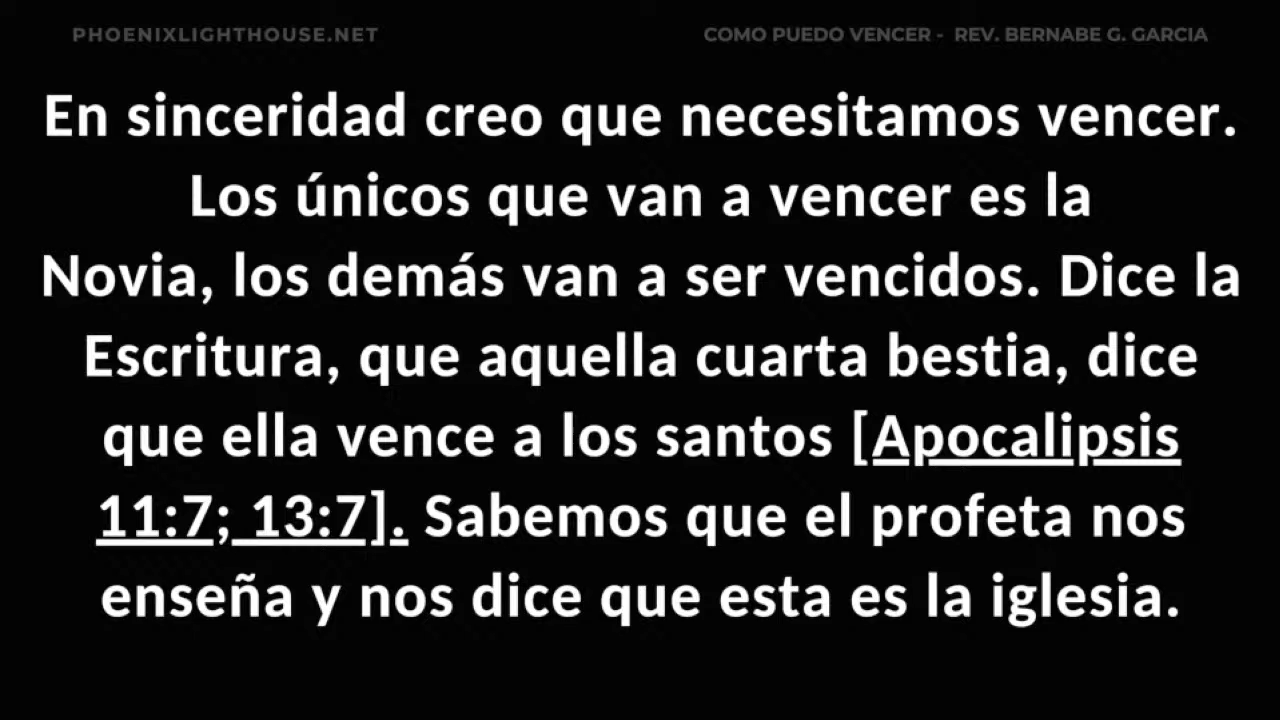 PHOENIXLIGHTHOUSE.NET
COMO PUEDO VENCER - REV. BERNABE G. GARCIA
En sinceridad creo que necesitamos vencer.
Los únicos que van a vencer es la
Novia, los demás van a ser vencidos. Dice la
Escritura, que aquella cuarta bestia, dice
que ella vence a los santos [Apocalipsis
11:7; 13:7]. Sabemos que el profeta nos
enseña y nos dice que esta es la iglesia.